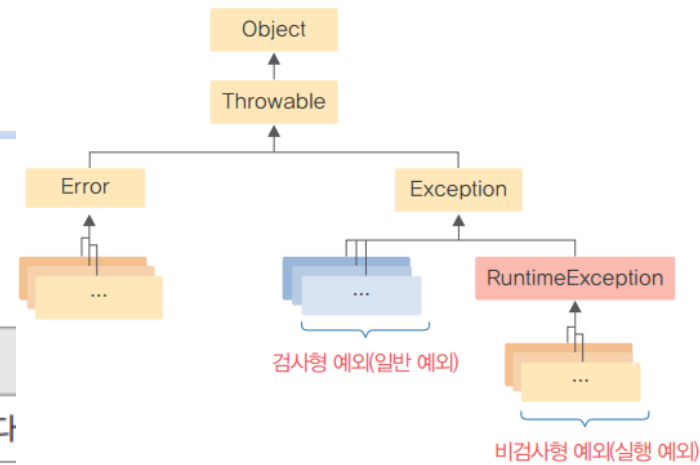 Object
Throwable
Error
Exception
...
...
RuntimeException
검사형 예외(일반 예외)
...
다
비검사형 예외(실행 예외)